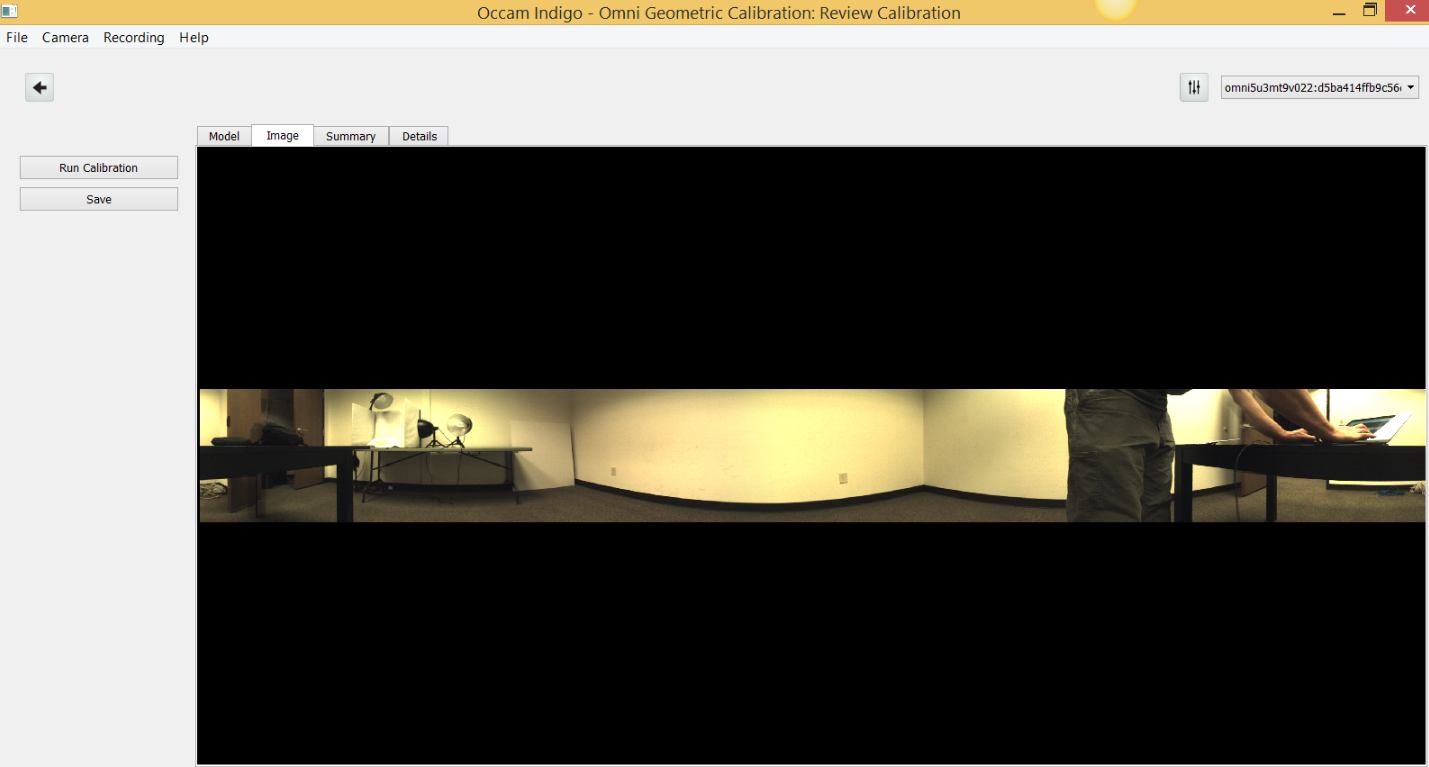 Occam Indigo - Omni Geometric Calibration: Review Calibration
File Camera Recording Help
omni5u3mt9v022:d5ba414ffb9c56
Model Image Summary Details
Run Calibration
Save